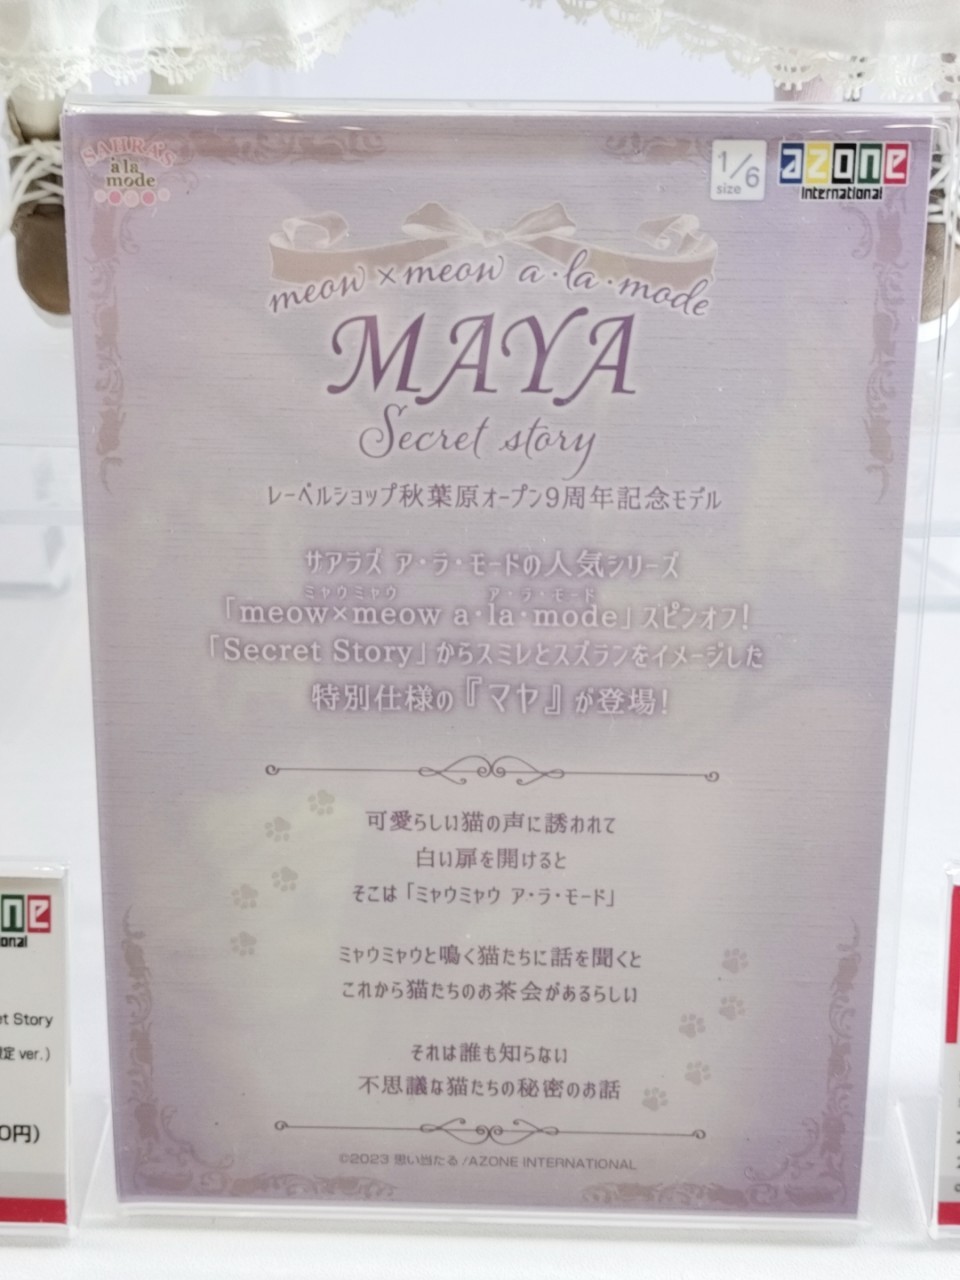 SAHRA'S
à la
mode
1/6
size
azone
international
meow×meow a・la・mode
MAYA
Secret story
レーベルショップ秋葉原オープン9周年記念モデル
サアラズ ア・ラ・モードの人気シリーズ
ミャウミャウ ア・ラ・モード
「meow×meow a・la・mode」スピンオフ!
「Secret Story」からスミレとスズランをイメージした
特別仕様の『マヤ』が登場!
可愛らしい猫の声に誘われて
白い扉を開けると
そこは「ミャウミャウ ア・ラ・モード」
ミャウミャウと鳴く猫たちに話を聞くと
これから猫たちのお茶会があるらしい
それは誰も知らない
不思議な猫たちの秘密のお話
©2023 思い当たる/AZONE INTERNATIONAL
ne
onal
et Story
定 ver.)
0円)